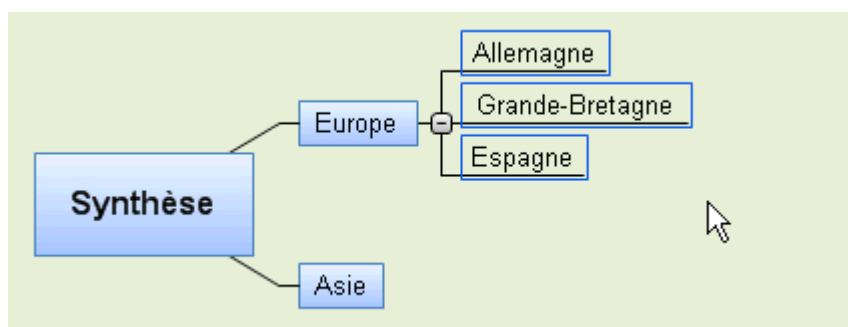 Synthèse
Europe
Allemagne
Grande-Bretagne
Espagne
Asie